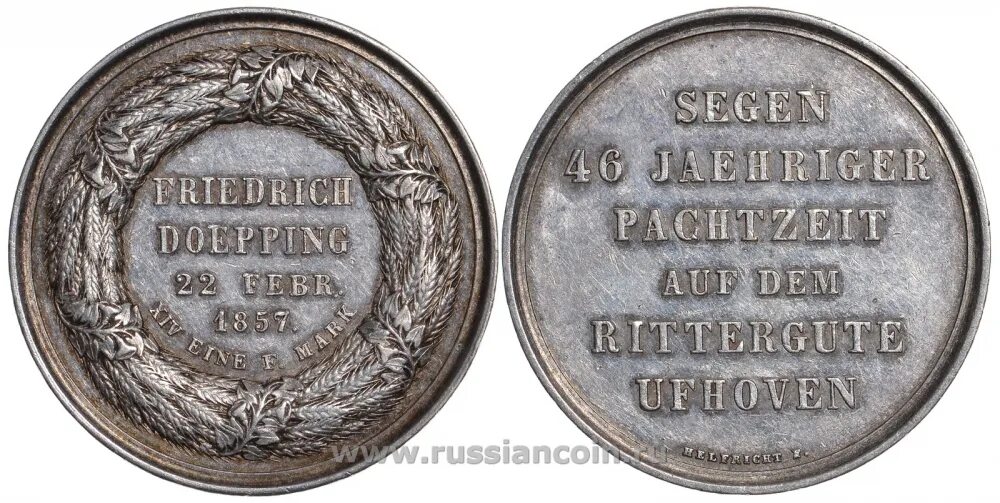 FRIEDRICH
DOEPPING
22 FEBR.
1857.
XIV EINE F. MARK
SEGEN
46 JAEHRIGER
PACHTZEIT
AUF DEM
RITTERGUTE
UFHOVEN
HELFRICHT F.
www.russiancoin.ru